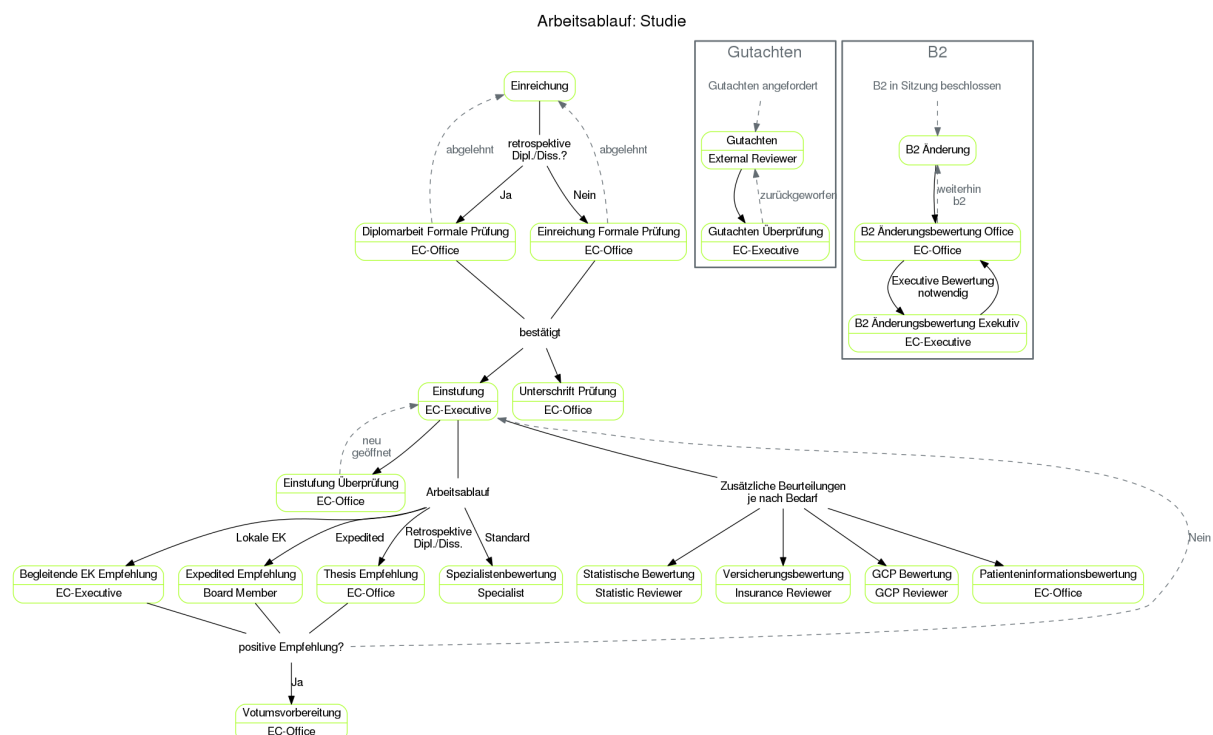 Arbeitsablauf: Studie
Einreichung
retrospektive
Dipl./Diss.?
abgelehnt
abgelehnt
Ja
Nein
Diplomarbeit Formale Prüfung
EC-Office
Einreichung Formale Prüfung
EC-Office
Gutachten
Gutachten angefordert
Gutachten
External Reviewer
zurückgeworfen
Gutachten Überprüfung
EC-Executive
B2
B2 in Sitzung beschlossen
B2 Änderung
weiterhin
b2
B2 Änderungsbewertung Office
EC-Office
Executive Bewertung
notwendig
B2 Änderungsbewertung Exekutiv
EC-Executive
bestätigt
Einstufung
EC-Executive
Unterschrift Prüfung
EC-Office
neu
geöffnet
Einstufung Überprüfung
EC-Office
Arbeitsablauf
Zusätzliche Beurteilungen
je nach Bedarf
Lokale EK
Expedited
Retrospektive
Dipl./Diss.
Standard
Nein
Begleitende EK Empfehlung
EC-Executive
Expedited Empfehlung
Board Member
Thesis Empfehlung
EC-Office
Spezialistenbewertung
Specialist
Statistische Bewertung
Statistic Reviewer
Versicherungsbewertung
Insurance Reviewer
GCP Bewertung
GCP Reviewer
Patienteninformationsbewertung
EC-Office
positive Empfehlung?
Ja
Votumsvorbereitung
EC-Office